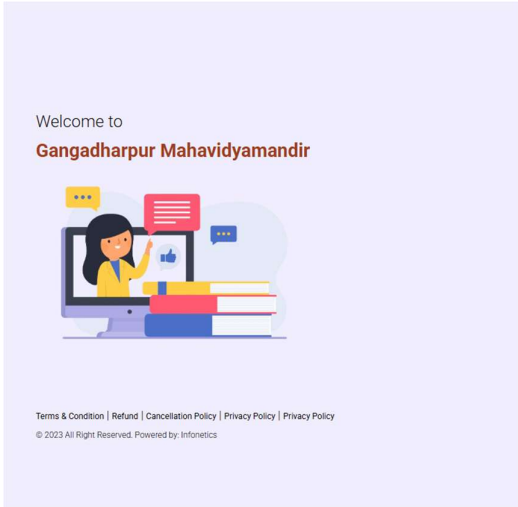 Welcome to
Gangadharpur Mahavidyamandir
Terms & Condition | Refund | Cancellation Policy | Privacy Policy | Privacy Policy
© 2023 All Right Reserved. Powered by: Infonetics